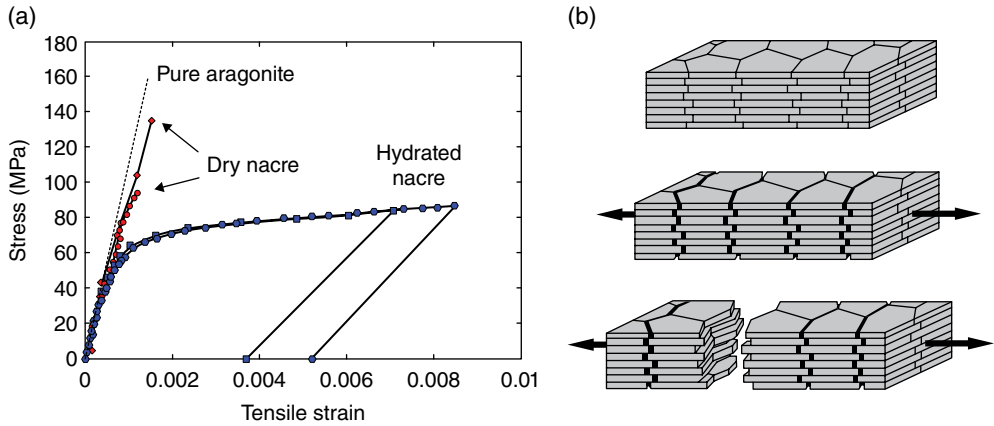 (a)
180
160
140
120
100
80
60
40
20
0
Stress (MPa)
Pure aragonite
Dry nacre
Hydrated
nacre
0
0.002
0.004
0.006
0.008
0.01
Tensile strain
(b)